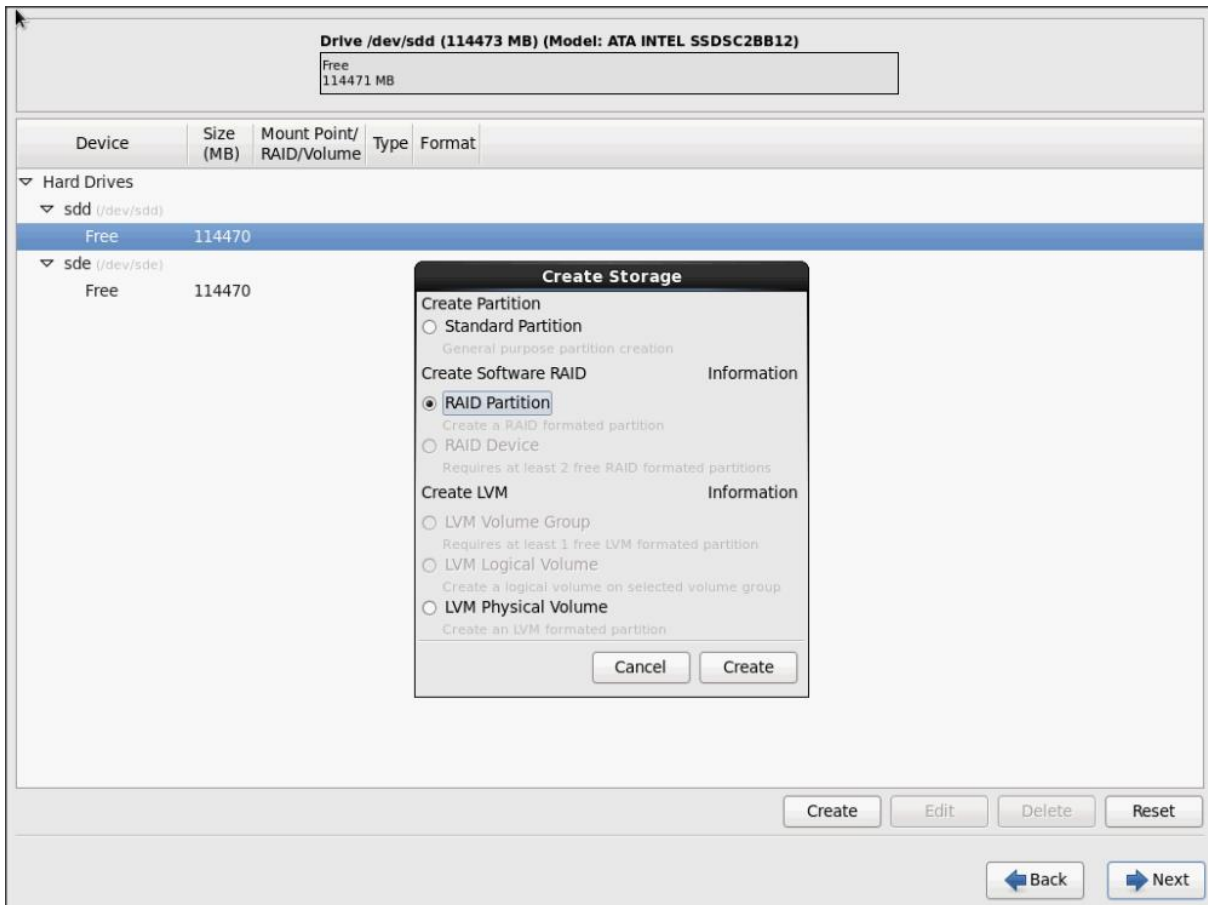 Drive /dev/sdd (114473 MB) (Model: ATA INTEL SSDSC2BB12)
Free
114471 MB
Device Size (MB) Mount Point/ RAID/Volume Type Format
Hard Drives
sdd (/dev/sdd)
Free 114470
sde (/dev/sde)
Free 114470
Create Storage
Create Partition
Standard Partition
General purpose partition creation
Create Software RAID Information
RAID Partition
Create a RAID formated partition
RAID Device
Requires at least 2 free RAID formated partitions
Create LVM Information
LVM Volume Group
Requires at least 1 free LVM formated partition
LVM Logical Volume
Create a logical volume on selected volume group
LVM Physical Volume
Create an LVM formated partition
Cancel Create
Create Edit Delete Reset
Back Next